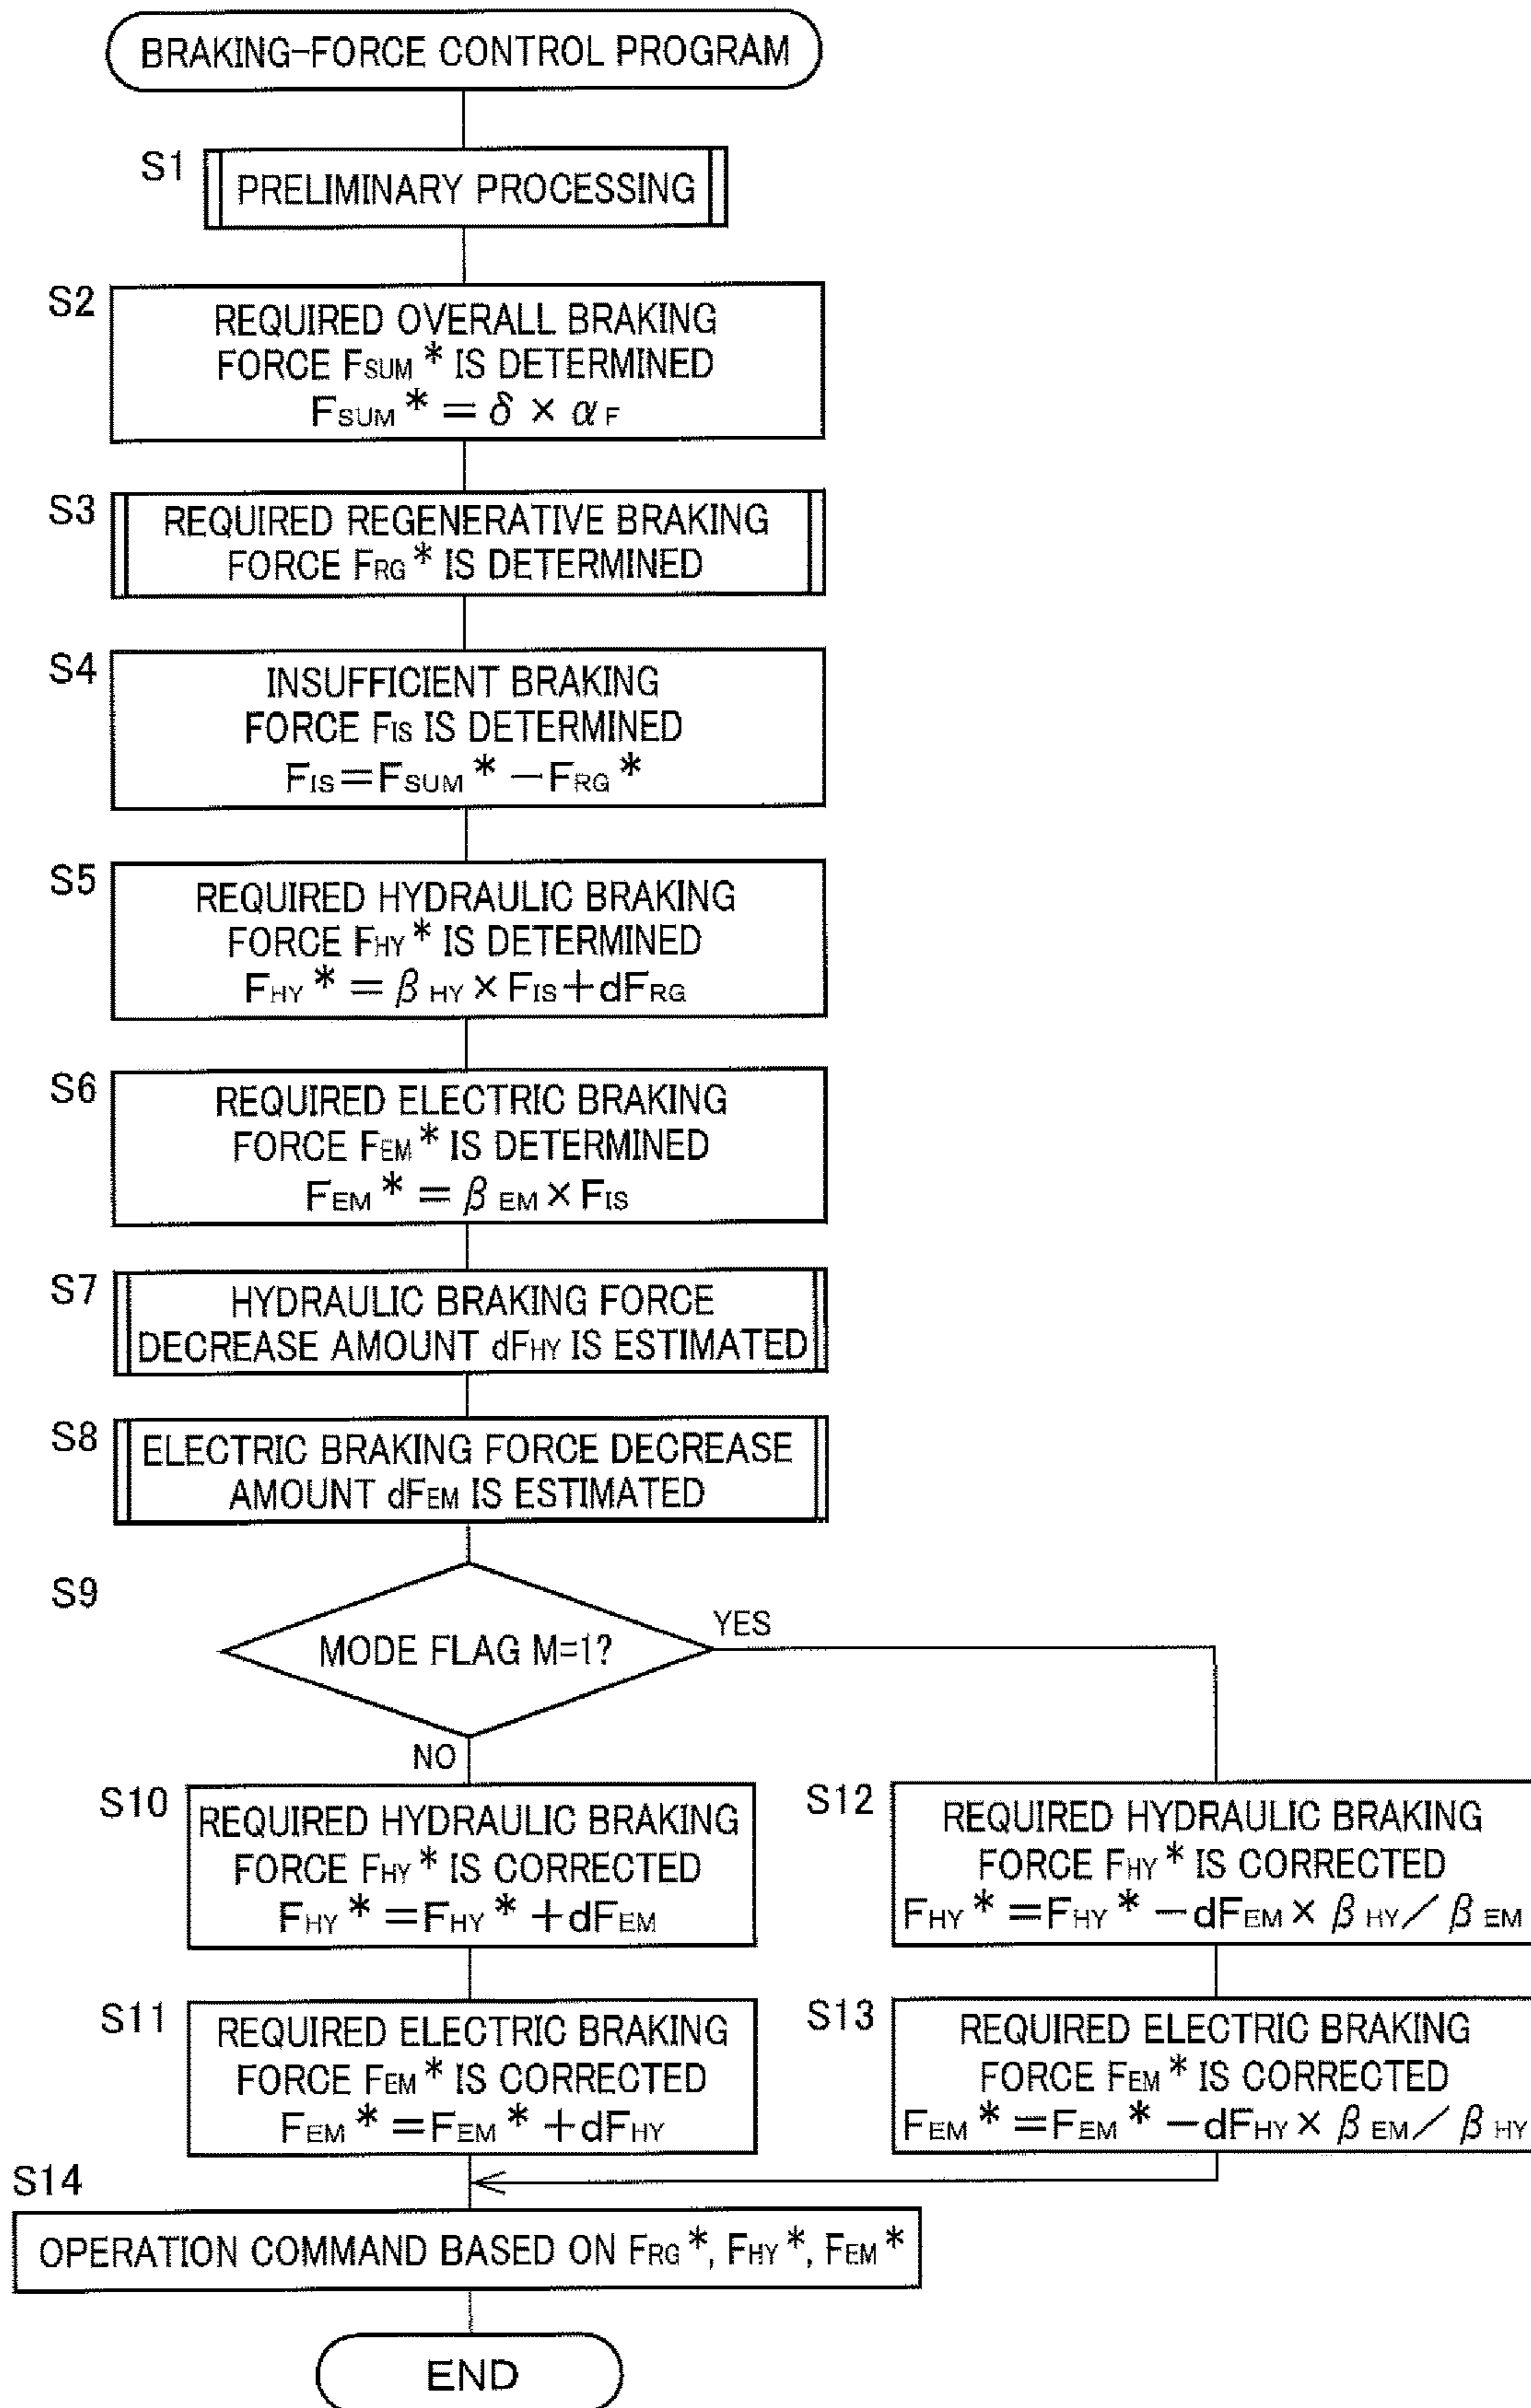 BRAKING-FORCE CONTROL PROGRAM
S1
PRELIMINARY PROCESSING
S2
REQUIRED OVERALL BRAKING
FORCE FSUM* IS DETERMINED
FSUM* = δ × αF
S3
REQUIRED REGENERATIVE BRAKING
FORCE FRG* IS DETERMINED
S4
INSUFFICIENT BRAKING
FORCE FIS IS DETERMINED
FIS=FSUM*−FRG*
S5
REQUIRED HYDRAULIC BRAKING
FORCE FHY* IS DETERMINED
FHY* = βHY × FIS+dFRG
S6
REQUIRED ELECTRIC BRAKING
FORCE FEM* IS DETERMINED
FEM* = βEM × FIS
S7
HYDRAULIC BRAKING FORCE
DECREASE AMOUNT dFHY IS ESTIMATED
S8
ELECTRIC BRAKING FORCE DECREASE
AMOUNT dFEM IS ESTIMATED
S9
MODE FLAG M=1?
YES
NO
S10
REQUIRED HYDRAULIC BRAKING
FORCE FHY* IS CORRECTED
FHY*=FHY*+dFEM
S11
REQUIRED ELECTRIC BRAKING
FORCE FEM* IS CORRECTED
FEM*=FEM*+dFHY
S12
REQUIRED HYDRAULIC BRAKING
FORCE FHY* IS CORRECTED
FHY*=FHY*−dFEM × βHY／βEM
S13
REQUIRED ELECTRIC BRAKING
FORCE FEM* IS CORRECTED
FEM*=FEM*−dFHY × βEM／βHY
S14
OPERATION COMMAND BASED ON FRG*, FHY*, FEM*
END